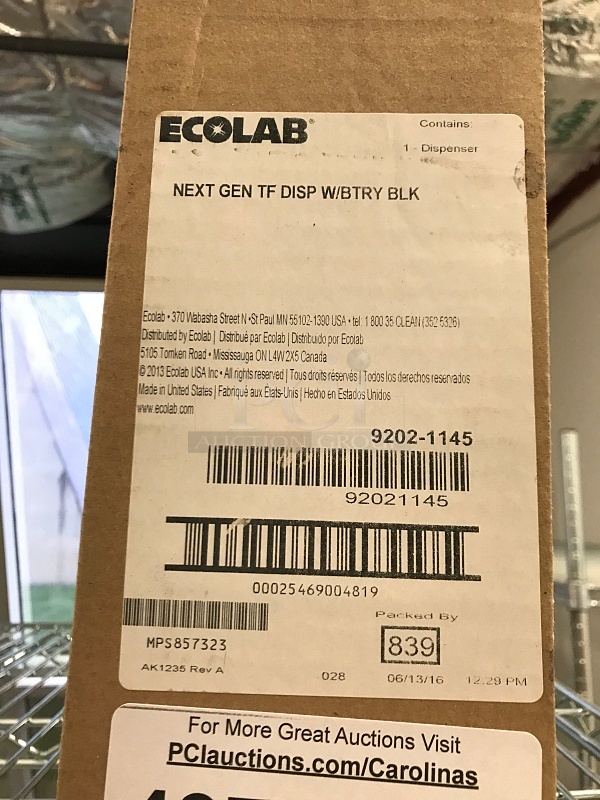 ECOLAB®
Contains:
1 - Dispenser
NEXT GEN TF DISP W/BTRY BLK
Ecolab • 370 Wabasha Street N • St Paul MN 55102-1390 USA • tel: 1 800 35 CLEAN (352 5326)
Distributed by Ecolab | Distribué par Ecolab | Distribuido por Ecolab
5105 Tomken Road • Mississauga ON L4W 2X5 Canada
© 2013 Ecolab USA Inc • All rights reserved | Tous droits réservés | Todos los derechos reservados
Made in United States | Fabriqué aux États-Unis | Hecho en Estados Unidos
www.ecolab.com
PCI
AUCTION GROUP
9202-1145
92021145
00025469004819
MPS857323
Packed By
839
AK1235 Rev A
028
06/13/16
12:29 PM
For More Great Auctions Visit
PCIauctions.com/Carolinas